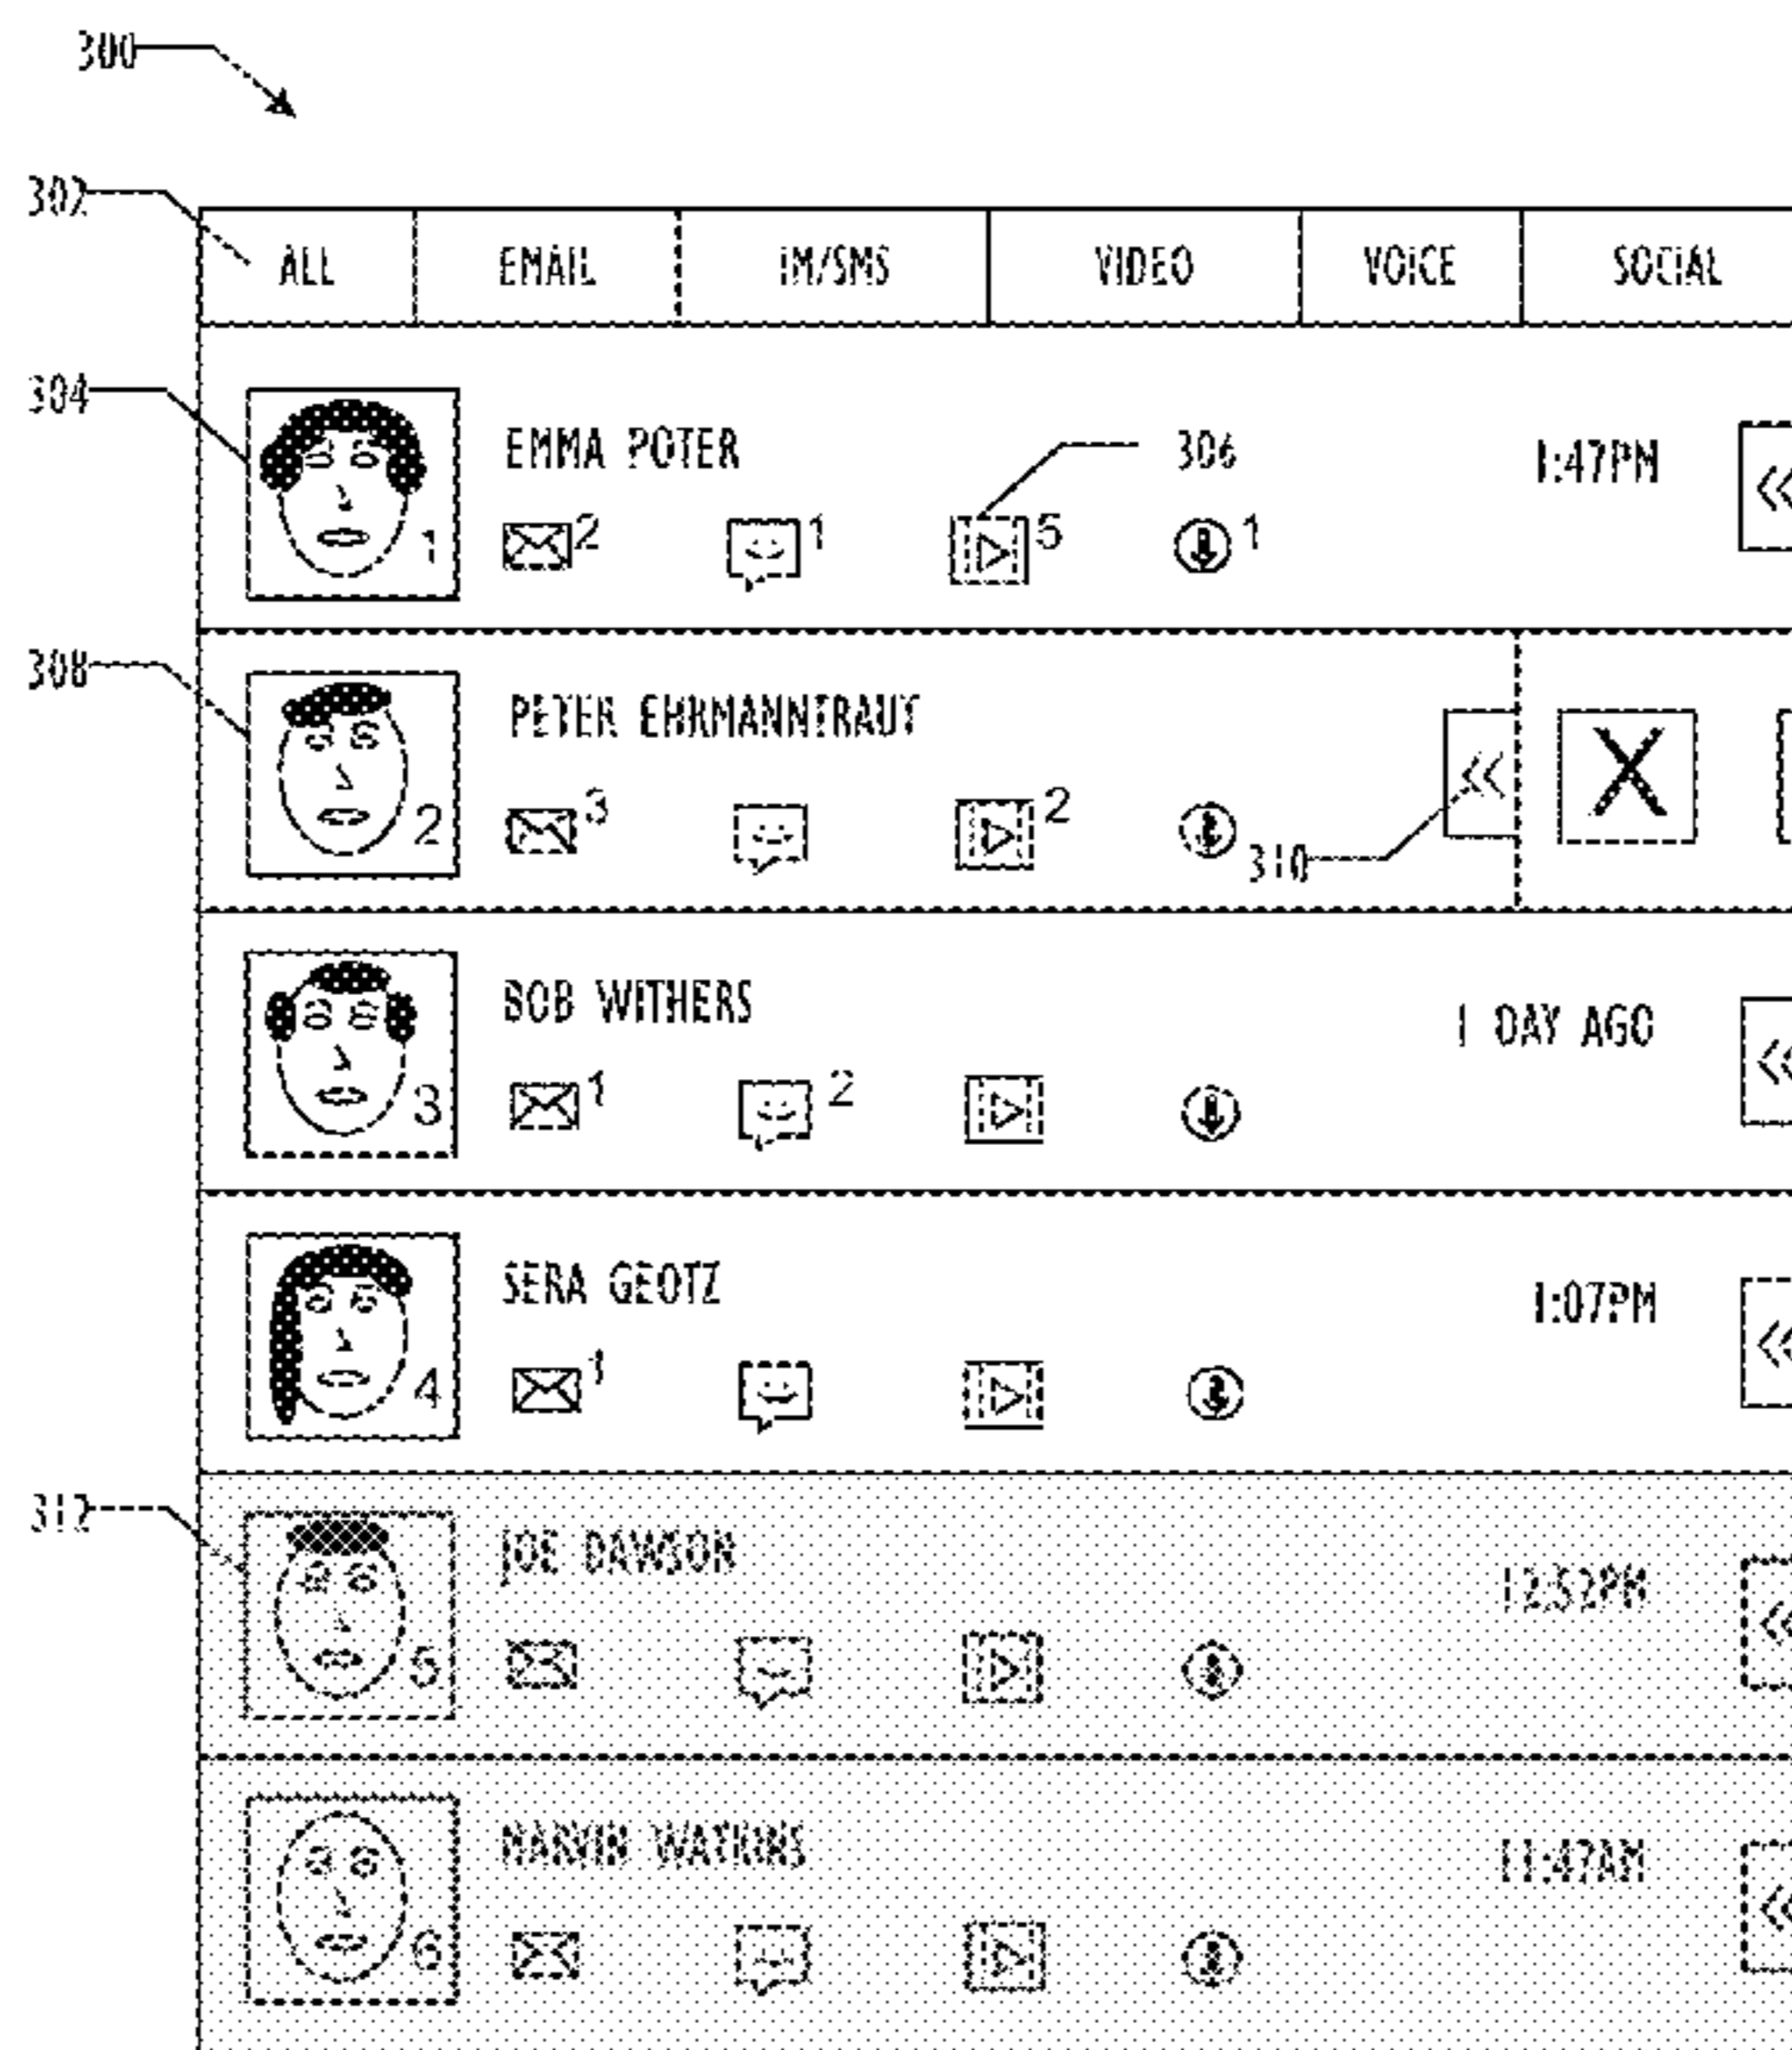 300
302
ALL EMAIL IM/SMS VIDEO VOICE SOCIAL
304
EMMA POTER 306 1:47PM
1 2 1 5 1
308
PETER EHRMANNTRAUT
2 3 2
310
BOB WITHERS 1 DAY AGO
3 1 2
SERA GEOTZ 1:07PM
4 1
312
JOE DAWSON 12:52PM
5
MARVIN WATKINS 11:47AM
6